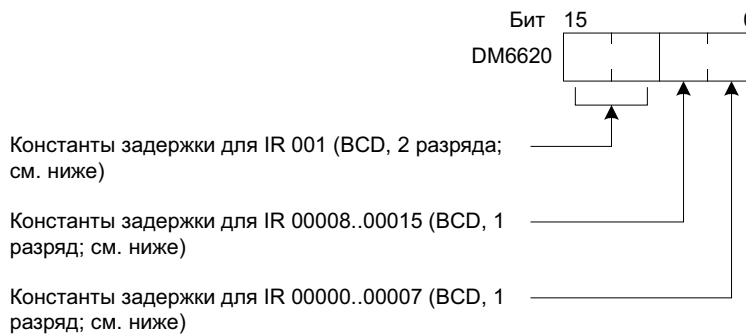 Бит 15 0
DM6620
Константы задержки для IR 001 (BCD, 2 разряда;
см. ниже)
Константы задержки для IR 00008..00015 (BCD, 1
разряд; см. ниже)
Константы задержки для IR 00000..00007 (BCD, 1
разряд; см. ниже)